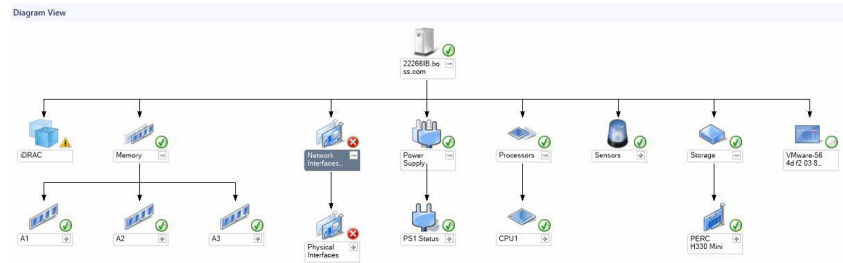 Diagram View
22266IB.bo
ss.com
iDRAC
Memory
Network
Interfaces...
Power
Supply
Processors
Sensors
Storage
VMware-56
4d f2 03 8...
A1
A2
A3
Physical
Interfaces
PS1 Status
CPU1
PERC
H330 Mini